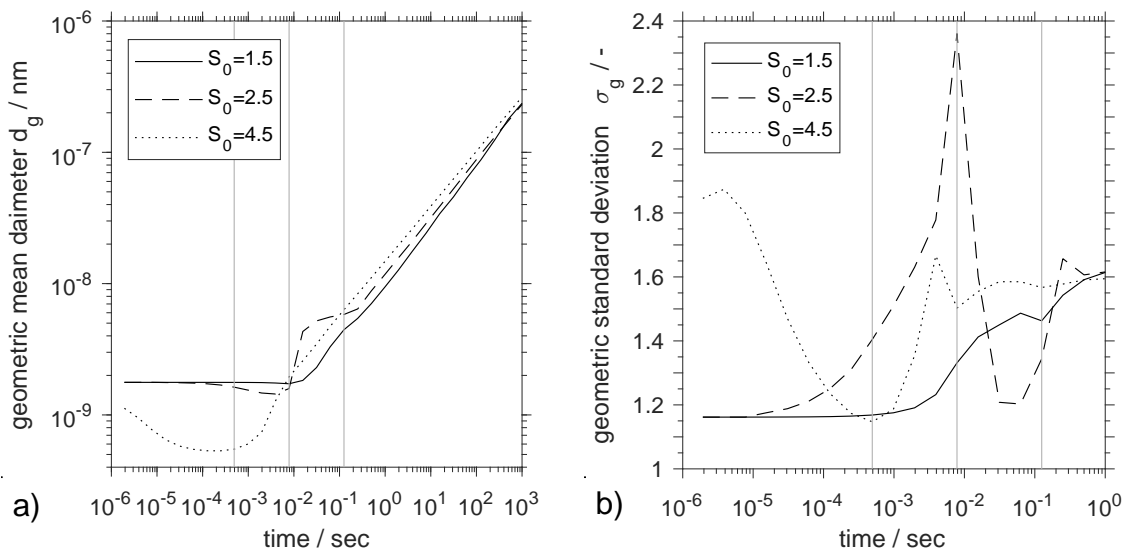 10^-6
10^-7
10^-8
10^-9
geometric mean daimeter d_g / nm
S_0=1.5
S_0=2.5
S_0=4.5
10^-6 10^-5 10^-4 10^-3 10^-2 10^-1 10^0 10^1 10^2 10^3
time / sec
a)
2.4
2.2
2
1.8
1.6
1.4
1.2
1
geometric standard deviation σ_g / -
S_0=1.5
S_0=2.5
S_0=4.5
10^-6 10^-5 10^-4 10^-3 10^-2 10^-1 10^0
time / sec
b)